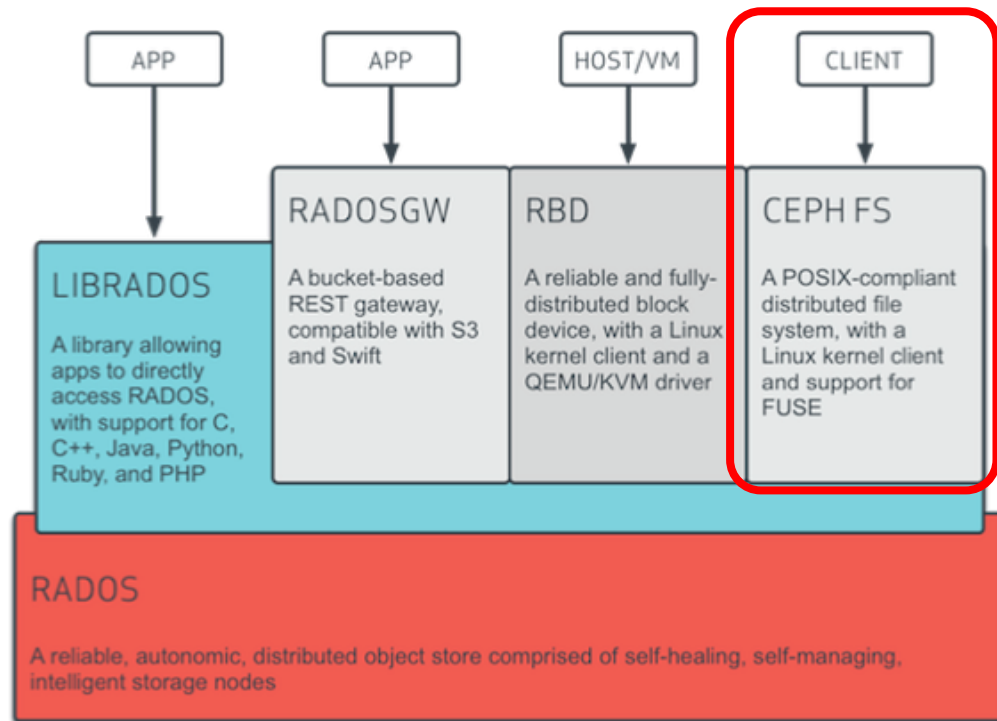 APP
APP
HOST/VM
CLIENT
LIBRADOS
A library allowing
apps to directly
access RADOS,
with support for C,
C++, Java, Python,
Ruby, and PHP
RADOSGW
A bucket-based
REST gateway,
compatible with S3
and Swift
RBD
A reliable and fully-
distributed block
device, with a Linux
kernel client and a
QEMU/KVM driver
CEPH FS
A POSIX-compliant
distributed file
system, with a
Linux kernel client
and support for
FUSE
RADOS
A reliable, autonomic, distributed object store comprised of self-healing, self-managing,
intelligent storage nodes